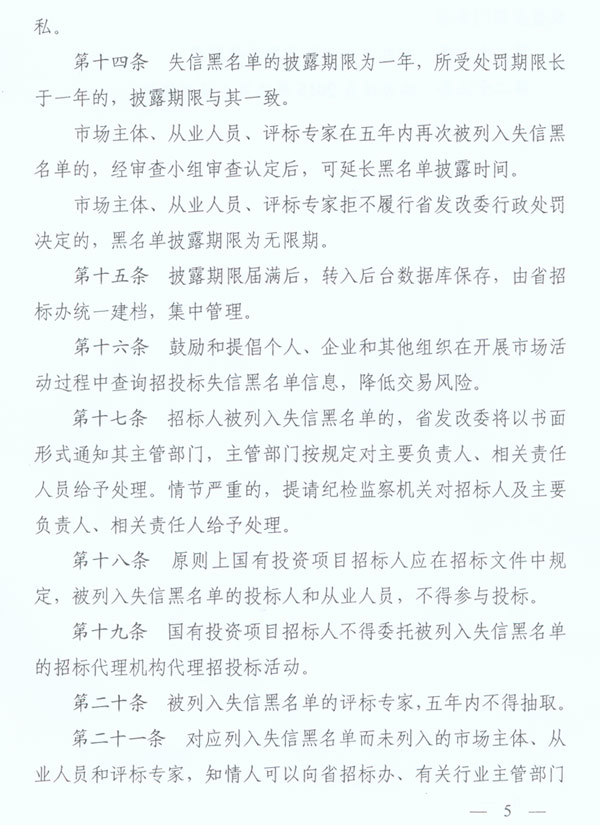 私。
第十四条 失信黑名单的披露期限为一年，所受处罚期限长
于一年的，披露期限与其一致。
市场主体、从业人员、评标专家在五年内再次被列入失信黑
名单的，经审查小组审查认定后，可延长黑名单披露时间。
市场主体、从业人员、评标专家拒不履行省发改委行政处罚
决定的，黑名单披露期限为无限期。
第十五条 披露期限届满后，转入后台数据库保存，由省招
标办统一建档，集中管理。
第十六条 鼓励和提倡个人、企业和其他组织在开展市场活
动过程中查询招投标失信黑名单信息，降低交易风险。
第十七条 招标人被列入失信黑名单的，省发改委将以书面
形式通知其主管部门，主管部门按规定对主要负责人、相关责任
人员给予处理。情节严重的，提请纪检监察机关对招标人及主要
负责人、相关责任人给予处理。
第十八条 原则上国有投资项目招标人应在招标文件中规
定，被列入失信黑名单的投标人和从业人员，不得参与投标。
第十九条 国有投资项目招标人不得委托被列入失信黑名单
的招标代理机构代理招投标活动。
第二十条 被列入失信黑名单的评标专家，五年内不得抽取。
第二十一条 对应列入失信黑名单而未列入的市场主体、从
业人员和评标专家，知情人可以向省招标办、有关行业主管部门
— 5 —